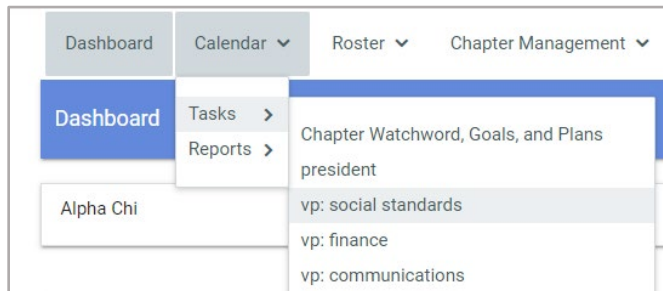 Dashboard Calendar Roster Chapter Management
Dashboard
Tasks
Reports
Alpha Chi
Chapter Watchword, Goals, and Plans
president
vp: social standards
vp: finance
vp: communications